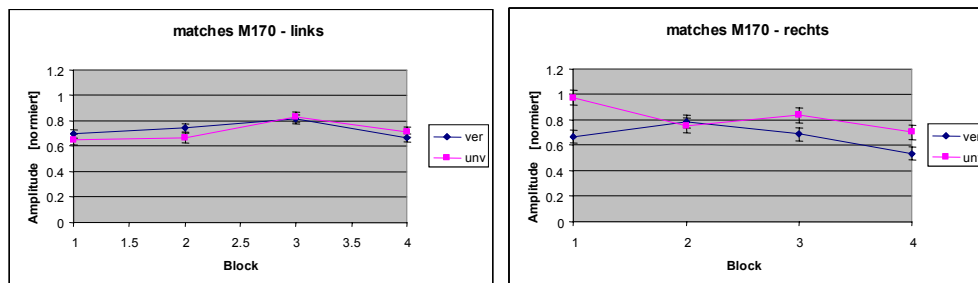 matches M170 - links
1.2
1
0.8
0.6
0.4
0.2
0
Amplitude [normiert]
1 1.5 2 2.5 3 3.5 4
Block
ver
unv
matches M170 - rechts
1.2
1
0.8
0.6
0.4
0.2
0
Amplitude [normiert]
1 2 3 4
Block
ver
un